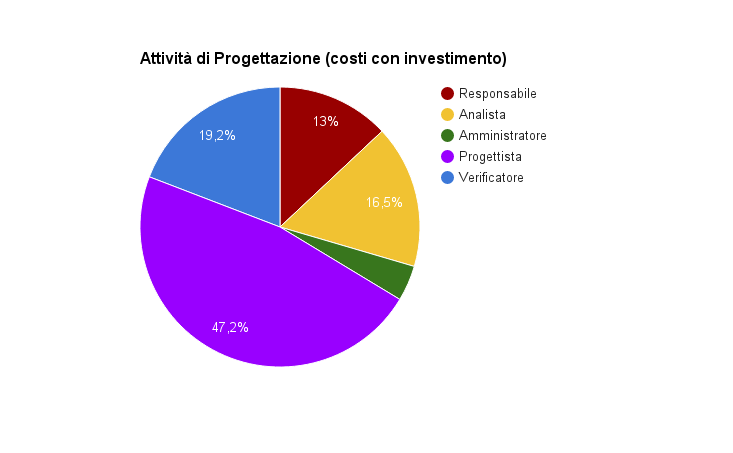 Attività di Progettazione (costi con investimento)
Responsabile
Analista
Amministratore
Progettista
Verificatore
13%
19,2%
16,5%
47,2%